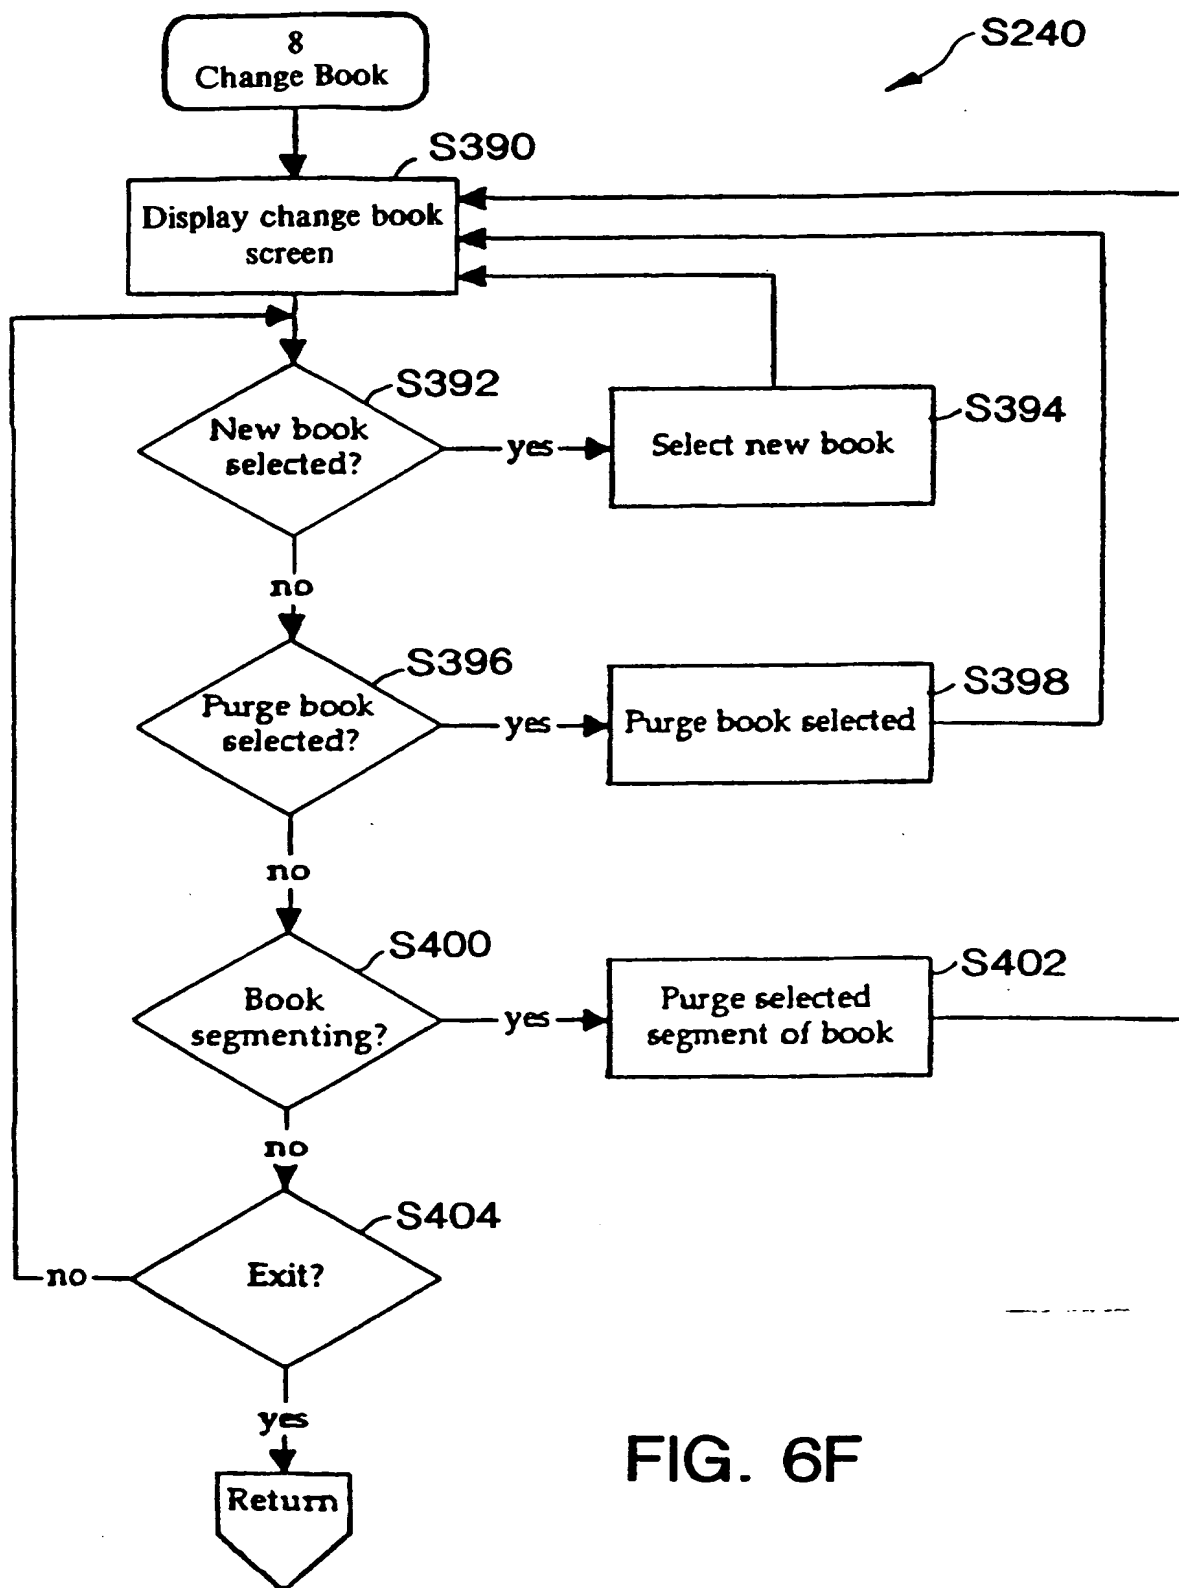 8
Change Book
S240
S390
Display change book
screen
S392
New book
selected?
yes
S394
Select new book
no
S396
Purge book
selected?
yes
S398
Purge book selected
no
S400
Book
segmenting?
yes
S402
Purge selected
segment of book
no
S404
Exit?
no
yes
Return
FIG. 6F